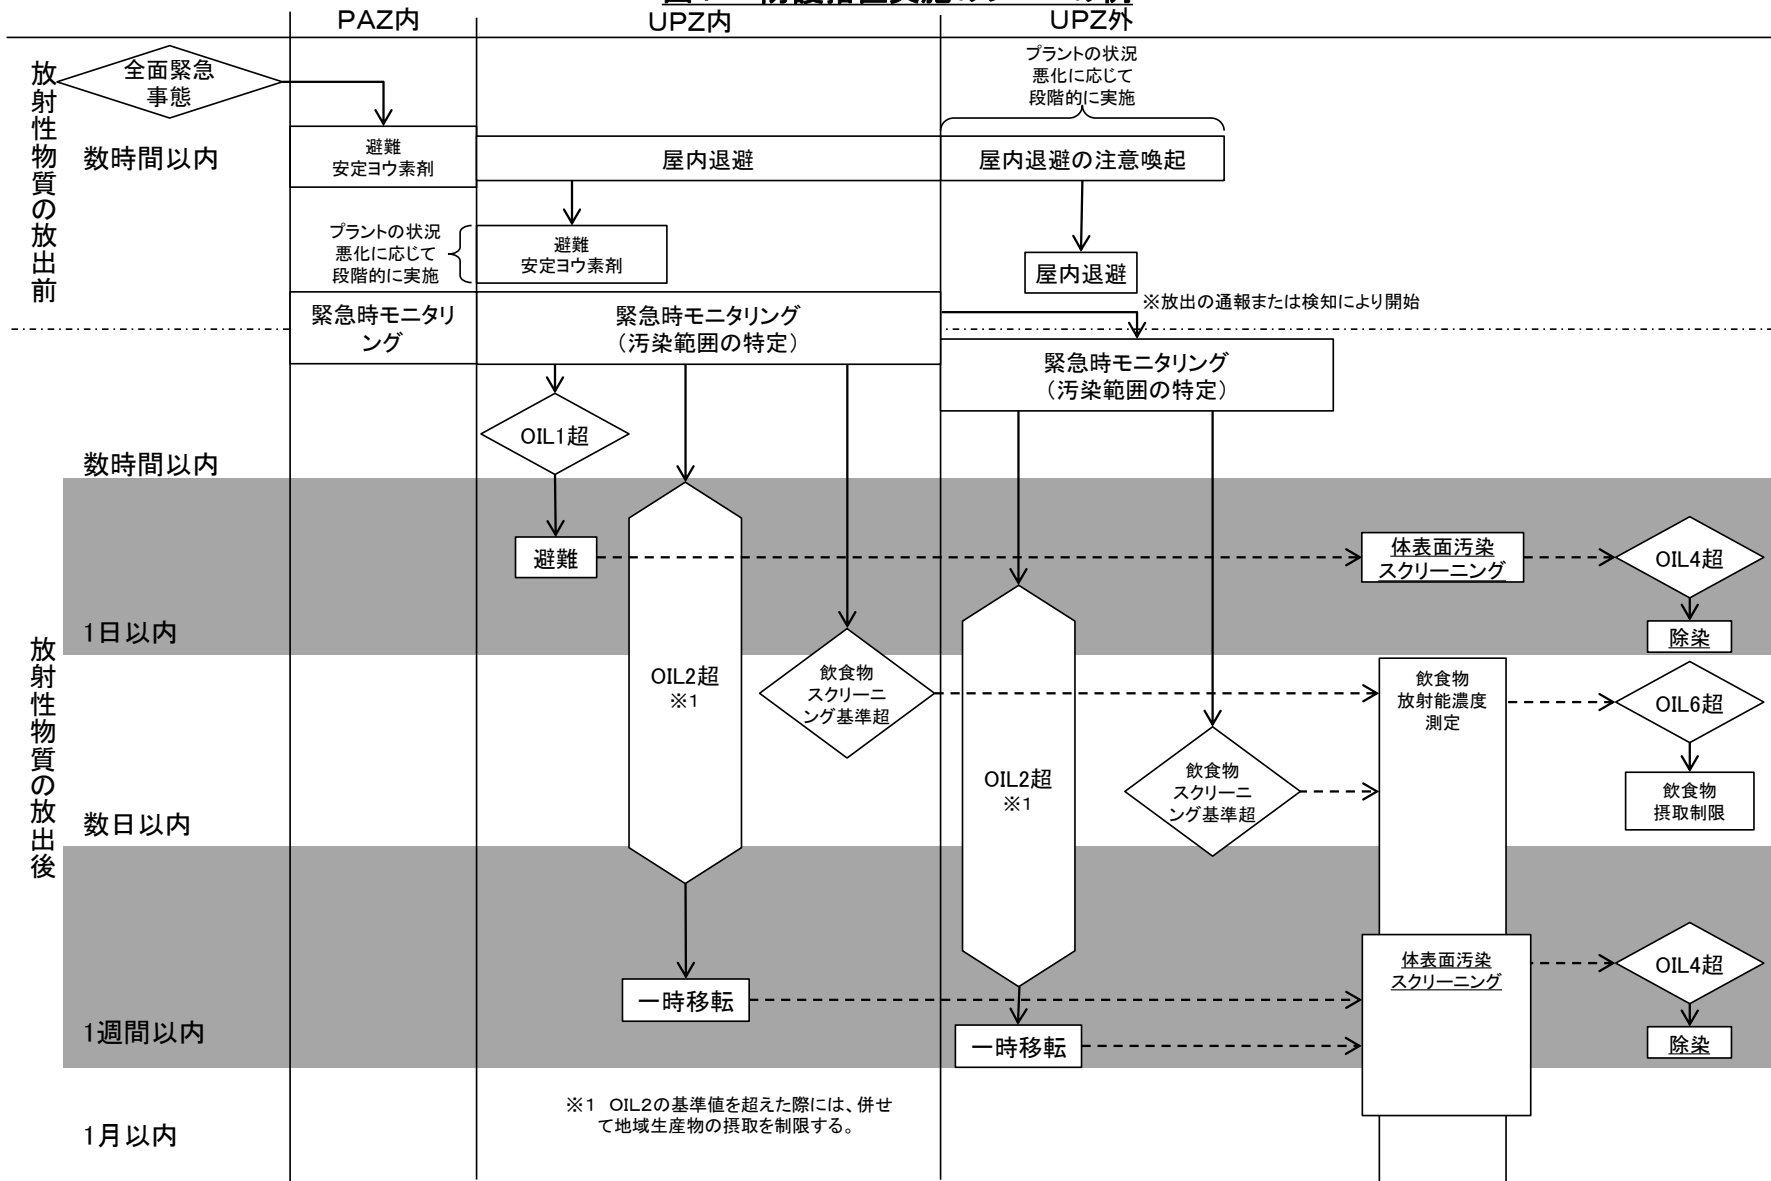 PAZ内
UPZ内
UPZ外
放射性物質の放出前
全面緊急
事態
プラントの状況
悪化に応じて
段階的に実施
数時間以内
避難
安定ヨウ素剤
屋内退避
屋内退避の注意喚起
プラントの状況
悪化に応じて
段階的に実施
避難
安定ヨウ素剤
屋内退避
※放出の通報または検知により開始
緊急時モニタリ
ング
緊急時モニタリング
（汚染範囲の特定）
緊急時モニタリング
（汚染範囲の特定）
放射性物質の放出後
OIL1超
数時間以内
避難
体表面汚染
スクリーニング
OIL4超
除染
1日以内
OIL2超
※1
飲食物
スクリーニ
ング基準超
飲食物
放射能濃度
測定
OIL6超
OIL2超
※1
飲食物
スクリーニ
ング基準超
飲食物
摂取制限
数日以内
体表面汚染
スクリーニング
OIL4超
一時移転
1週間以内
一時移転
除染
※1　OIL2の基準値を超えた際には、併せ
て地域生産物の摂取を制限する。
1月以内